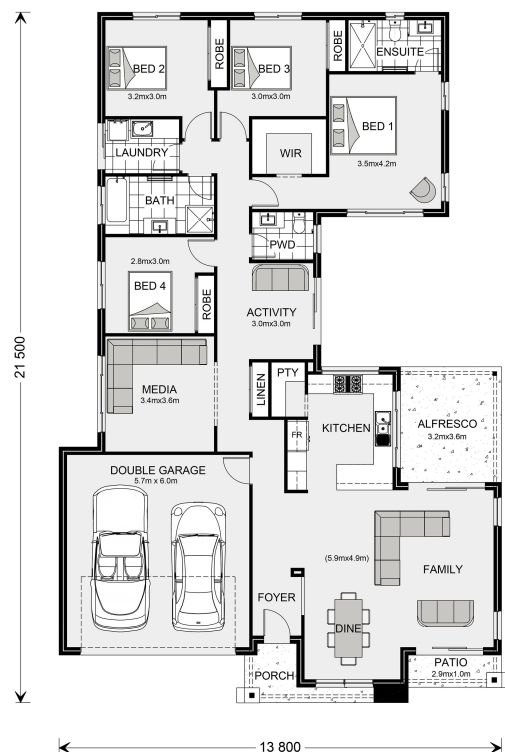 BED 2
3.2mx3.0m
ROBE
BED 3
3.0mx3.0m
ROBE
ENSUITE
BED 1
3.5mx4.2m
LAUNDRY
WIR
BATH
PWD
2.8mx3.0m
BED 4
ROBE
ACTIVITY
3.0mx3.0m
21 500
MEDIA
3.4mx3.6m
LINEN
PTY
KITCHEN
FR
ALFRESCO
3.2mx3.6m
DOUBLE GARAGE
5.7m x 6.0m
(5.9mx4.9m)
FAMILY
FOYER
DINE
PORCH
PATIO
2.9mx1.0m
13 800